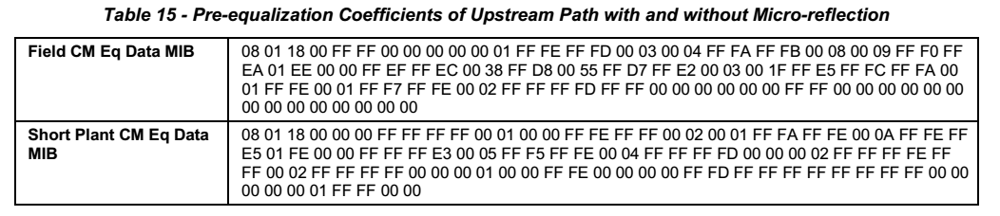 Table 15 - Pre-equalization Coefficients of Upstream Path with and without Micro-reflection
Field CM Eq Data MIB
08 01 18 00 FF FF 00 00 00 00 00 01 FF FE FF FD 00 03 00 04 FF FA FF FB 00 08 00 09 FF F0 FF
EA 01 EE 00 00 FF EF FF EC 00 38 FF D8 00 55 FF D7 FF E2 00 03 00 1F FF E5 FF FC FF FA 00
01 FF FE 00 01 FF F7 FF FE 00 02 FF FF FF FD FF FF 00 00 00 00 00 00 FF FF 00 00 00 00 00 00
00 00 00 00 00 00 00 00
Short Plant CM Eq Data
MIB
08 01 18 00 00 00 FF FF FF FF 00 01 00 00 FF FE FF FF 00 02 00 01 FF FA FF FE 00 0A FF FE FF
E5 01 FE 00 00 FF FF FF E3 00 05 FF F5 FF FE 00 04 FF FF FF FD 00 00 00 02 FF FF FF FE FF
FF 00 02 FF FF FF FF 00 00 00 01 00 00 FF FE 00 00 00 00 FF FD FF FF FF FF FF FF FF FF 00 00
00 00 00 01 FF FF 00 00